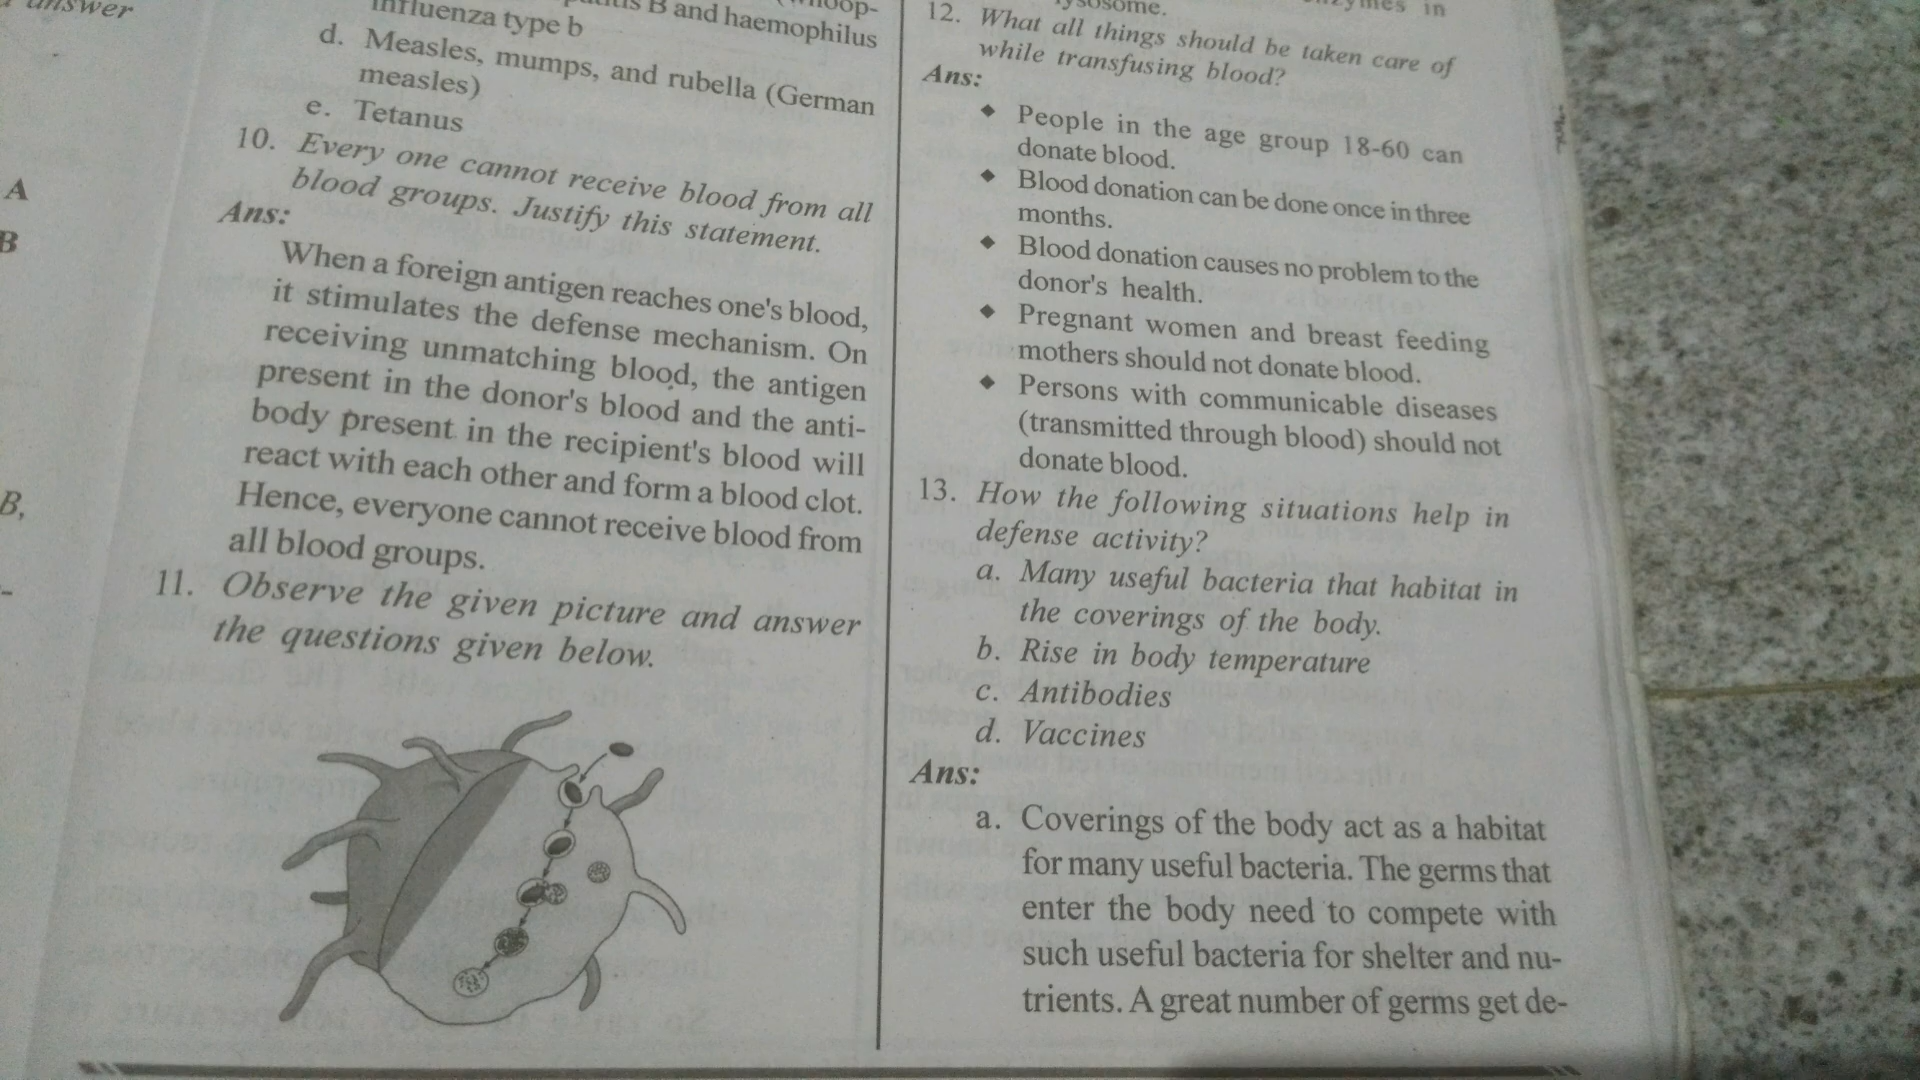 answer
A
B
B,
-
B and haemophilus
influenza type b
d. Measles, mumps, and rubella (German
measles)
e. Tetanus
10. Every one cannot receive blood from all
blood groups. Justify this statement.
Ans:
When a foreign antigen reaches one's blood,
it stimulates the defense mechanism. On
receiving unmatching blood, the antigen
present in the donor's blood and the anti-
body present in the recipient's blood will
react with each other and form a blood clot.
Hence, everyone cannot receive blood from
all blood groups.
11. Observe the given picture and answer
the questions given below.
lysosome.
in
12. What all things should be taken care of
while transfusing blood?
Ans:
◆ People in the age group 18-60 can
donate blood.
◆ Blood donation can be done once in three
months.
◆ Blood donation causes no problem to the
donor's health.
◆ Pregnant women and breast feeding
mothers should not donate blood.
◆ Persons with communicable diseases
(transmitted through blood) should not
donate blood.
13. How the following situations help in
defense activity?
a. Many useful bacteria that habitat in
the coverings of the body.
b. Rise in body temperature
c. Antibodies
d. Vaccines
Ans:
a. Coverings of the body act as a habitat
for many useful bacteria. The germs that
enter the body need to compete with
such useful bacteria for shelter and nu-
trients. A great number of germs get de-